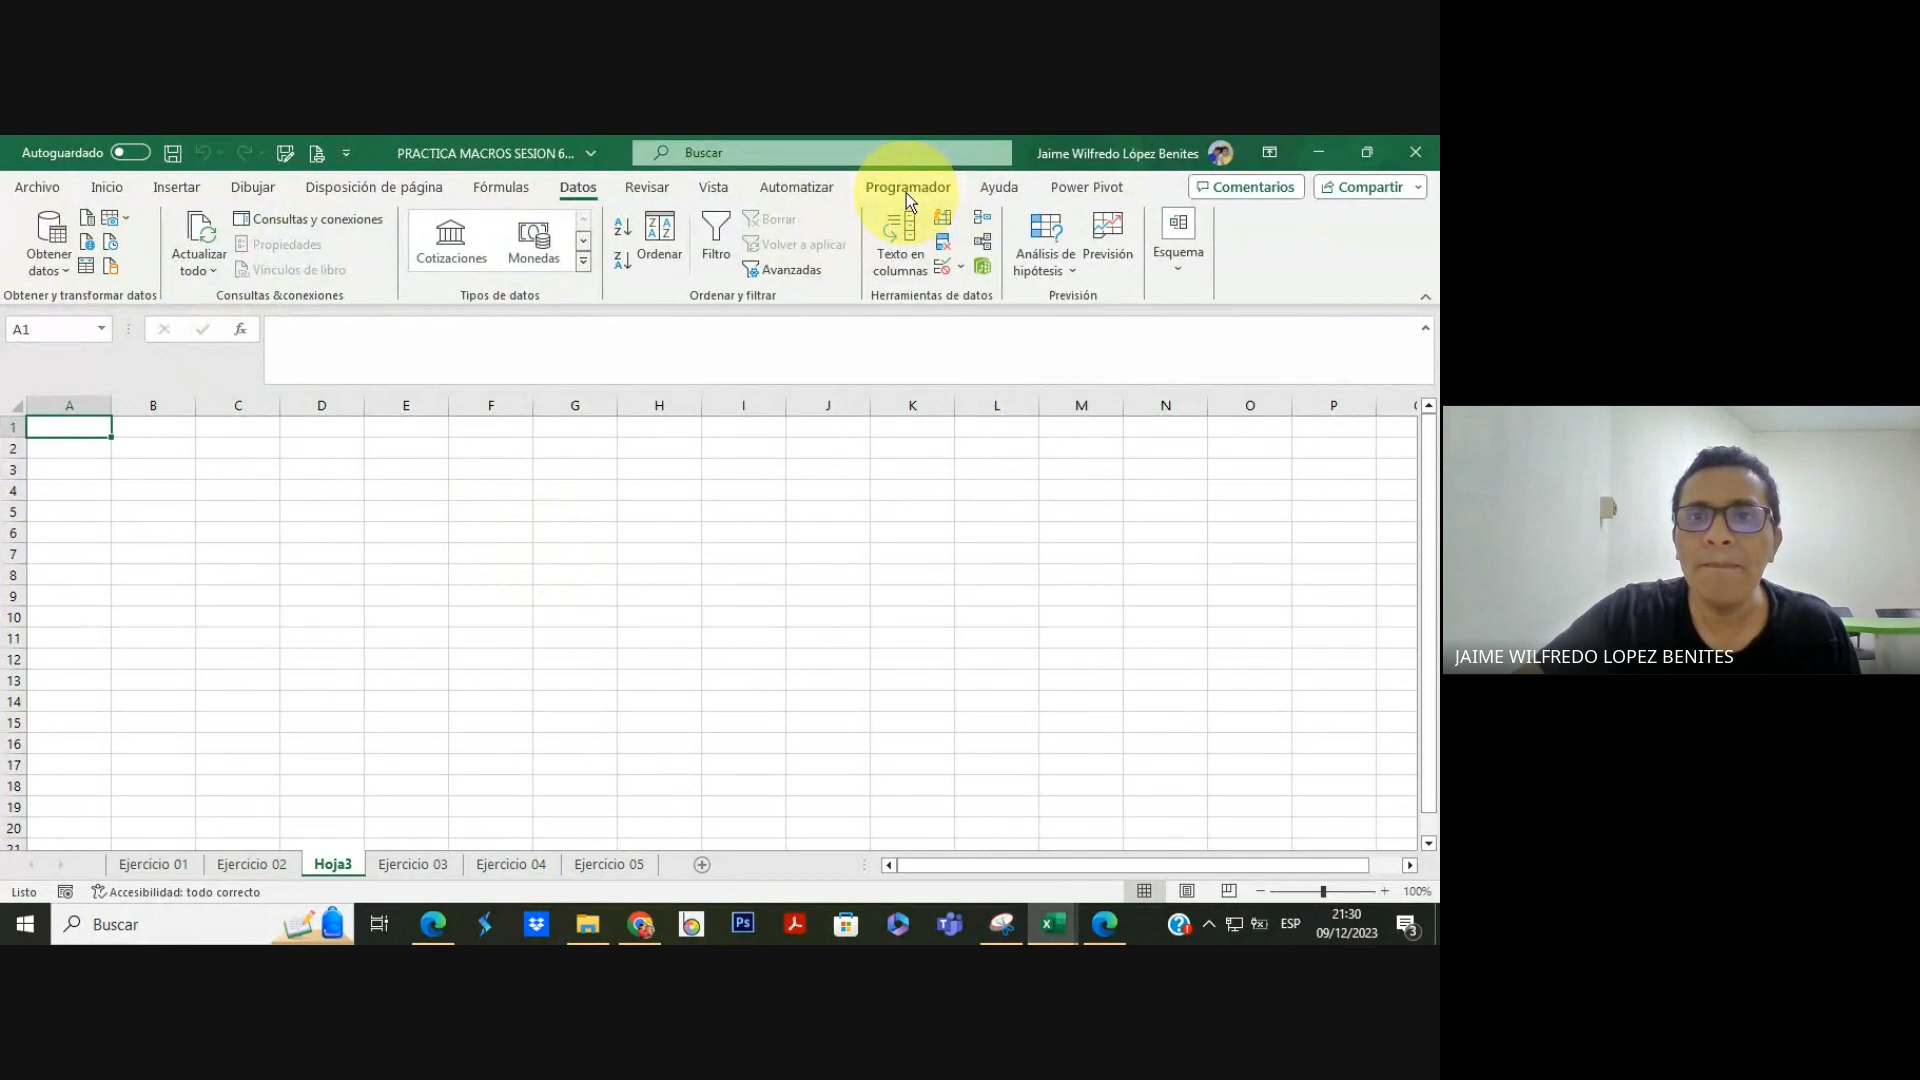 Autoguardado
PRACTICA MACROS SESION 6...
Buscar
Jaime Wilfredo López Benites
Archivo Inicio Insertar Dibujar Disposición de página Fórmulas Datos Revisar Vista Automatizar Programador Ayuda Power Pivot Comentarios Compartir
Obtener datos
Obtener y transformar datos
Actualizar todo
Consultas y conexiones
Propiedades
Vínculos de libro
Consultas &conexiones
Cotizaciones
Monedas
Tipos de datos
Ordenar
Filtro
Borrar
Volver a aplicar
Avanzadas
Ordenar y filtrar
Texto en columnas
Herramientas de datos
Análisis de hipótesis
Previsión
Previsión
Esquema
A1
fx
A B C D E F G H I J K L M N O P
1
2
3
4
5
6
7
8
9
10
11
12
13
14
15
16
17
18
19
20
21
Ejercicio 01 Ejercicio 02 Hoja3 Ejercicio 03 Ejercicio 04 Ejercicio 05
Listo
Accesibilidad: todo correcto
100%
Buscar
Ps
ESP
21:30
09/12/2023
3
JAIME WILFREDO LOPEZ BENITES